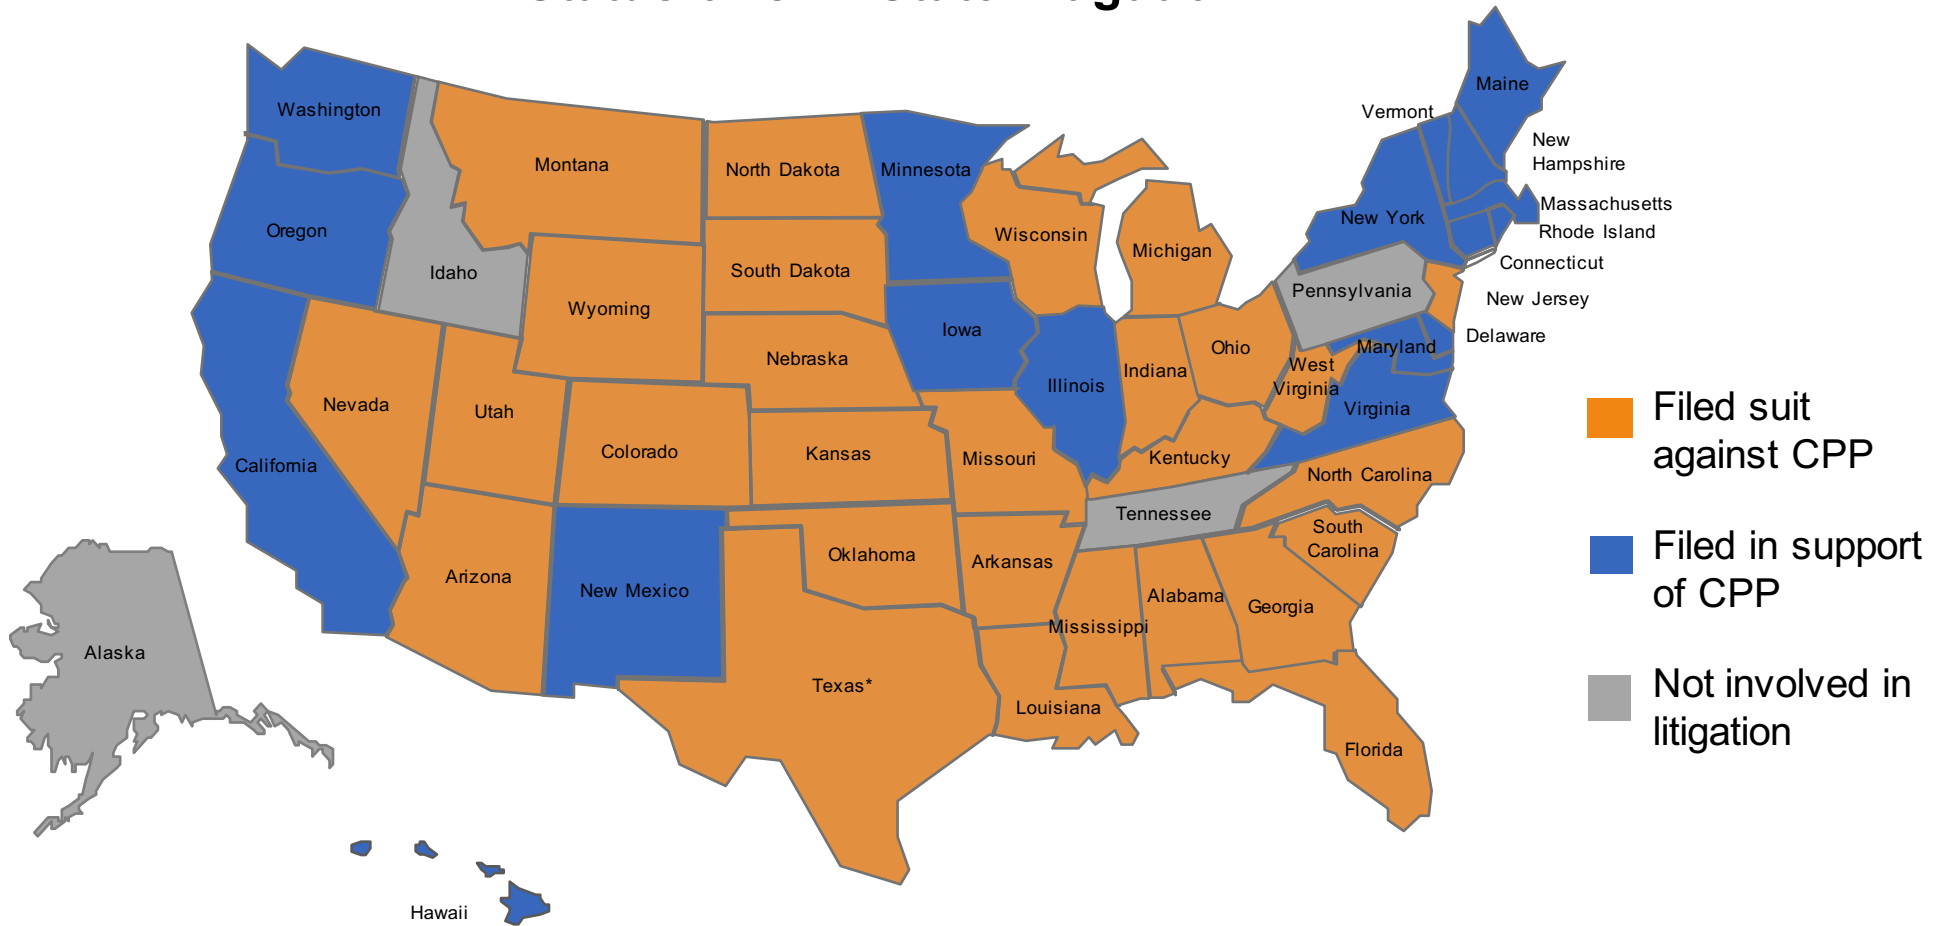 Washington
Montana
North Dakota
Minnesota
Maine
Vermont
New
Hampshire
Oregon
Idaho
Wyoming
South Dakota
Wisconsin
Michigan
New York
Massachusetts
Rhode Island
Connecticut
Pennsylvania
New Jersey
Delaware
Iowa
Nebraska
Illinois
Indiana
Ohio
West
Virginia
Maryland
Virginia
Nevada
Utah
Colorado
Kansas
Missouri
Kentucky
North Carolina
California
Tennessee
South
Carolina
Arizona
New Mexico
Oklahoma
Arkansas
Mississippi
Alabama
Georgia
Alaska
Texas*
Louisiana
Florida
Hawaii
Filed suit
against CPP
Filed in support
of CPP
Not involved in
litigation